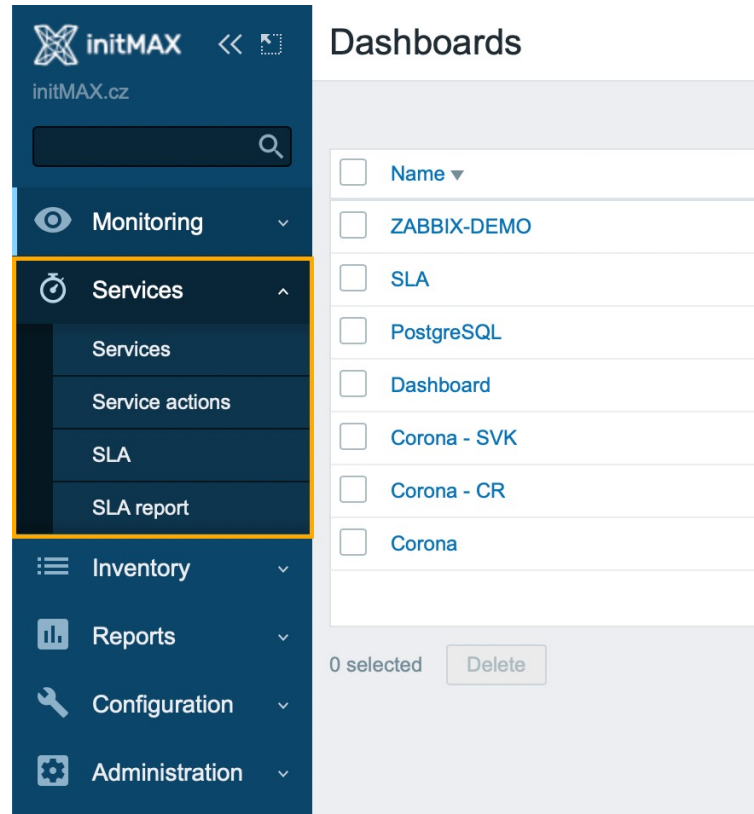 initMAX
initMAX.cz
Monitoring
Services
Services
Service actions
SLA
SLA report
Inventory
Reports
Configuration
Administration
Dashboards
Name
ZABBIX-DEMO
SLA
PostgreSQL
Dashboard
Corona - SVK
Corona - CR
Corona
0 selected Delete